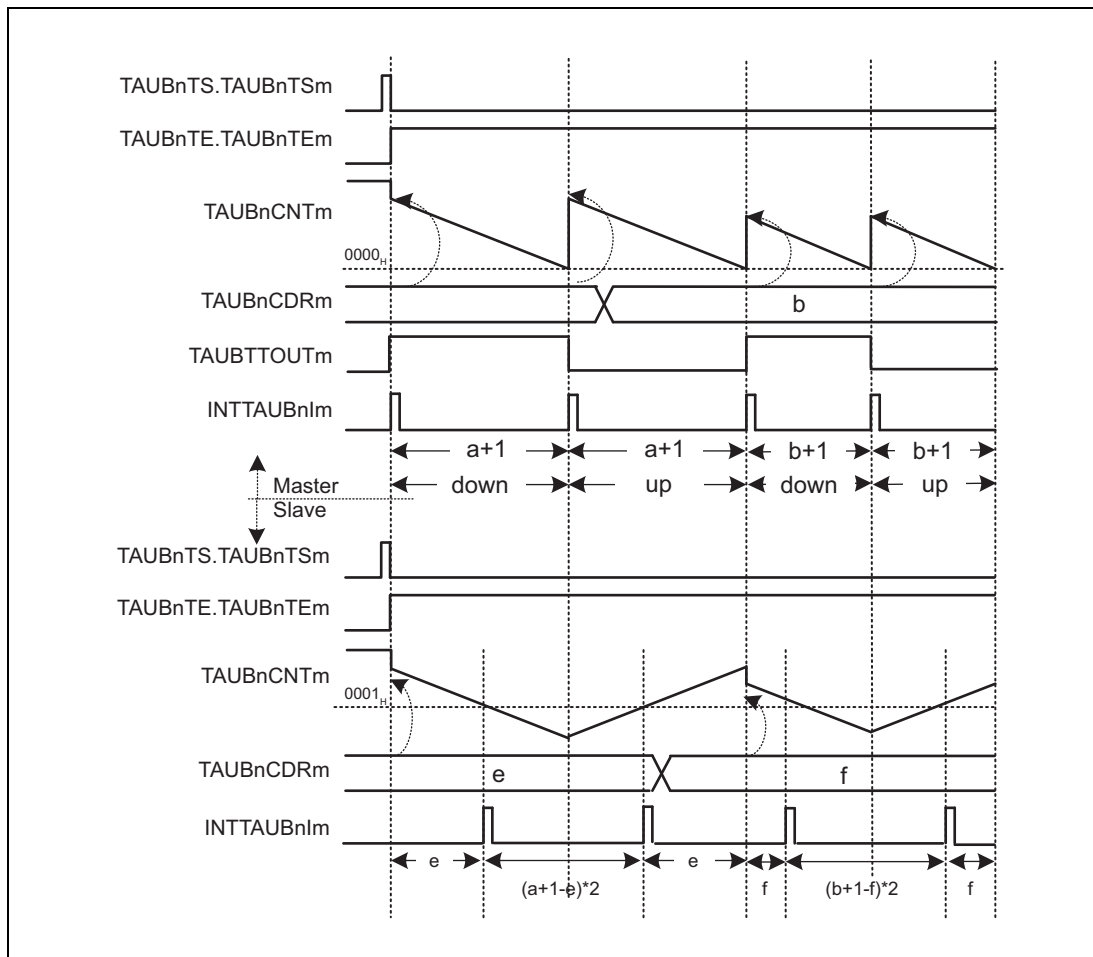 TAUBnTS.TAUBnTSm
TAUBnTE.TAUBnTEm
TAUBnCNTm
0000H
TAUBnCDRm
b
TAUBTTOUTm
INTTAUBnIm
a+1 a+1 b+1 b+1
down up down up
Master
Slave
TAUBnTS.TAUBnTSm
TAUBnTE.TAUBnTEm
TAUBnCNTm
0001H
TAUBnCDRm
e f
INTTAUBnIm
e (a+1-e)*2 e f (b+1-f)*2 f